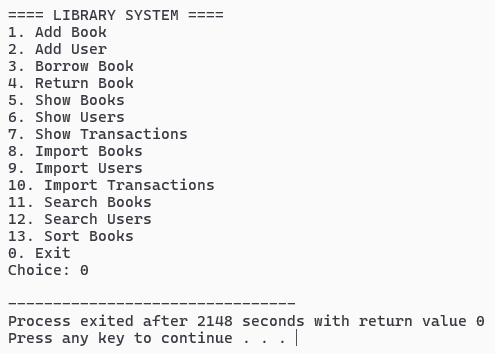 ==== LIBRARY SYSTEM ====
1. Add Book
2. Add User
3. Borrow Book
4. Return Book
5. Show Books
6. Show Users
7. Show Transactions
8. Import Books
9. Import Users
10. Import Transactions
11. Search Books
12. Search Users
13. Sort Books
0. Exit
Choice: 0
--------------------------------
Process exited after 2148 seconds with return value 0
Press any key to continue . . .